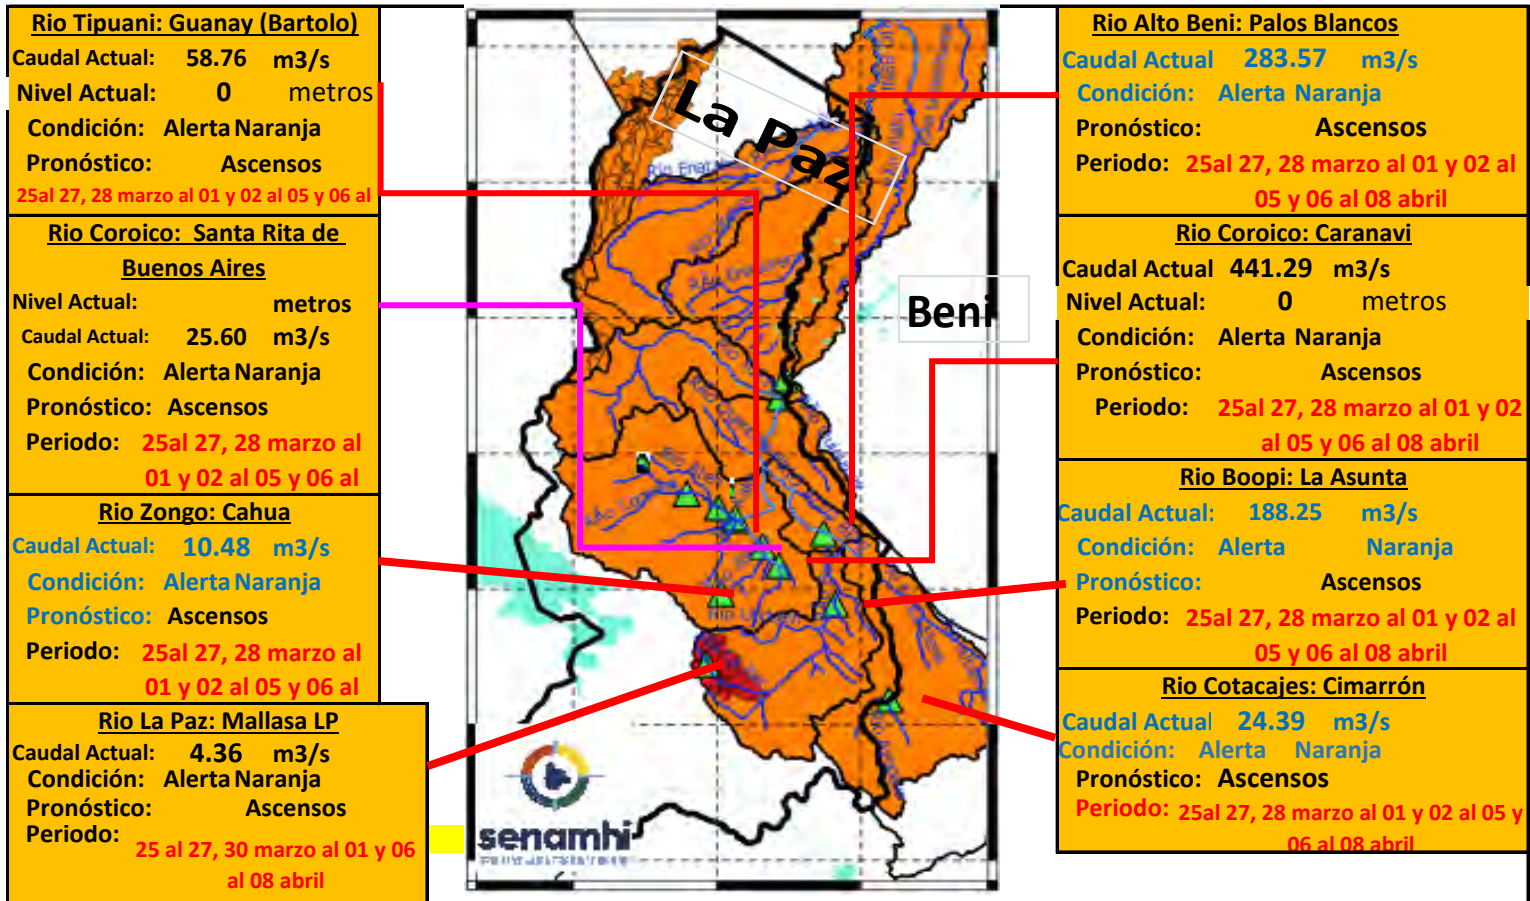 Rio Tipuani: Guanay (Bartolo)
Caudal Actual: 58.76 m3/s
Nivel Actual: 0 metros
Condición: Alerta Naranja
Pronóstico: Ascensos
25al 27, 28 marzo al 01 y 02 al 05 y 06 al
Rio Coroico: Santa Rita de
Buenos Aires
Nivel Actual: metros
Caudal Actual: 25.60 m3/s
Condición: Alerta Naranja
Pronóstico: Ascensos
Periodo: 25al 27, 28 marzo al
01 y 02 al 05 y 06 al
Rio Zongo: Cahua
Caudal Actual: 10.48 m3/s
Condición: Alerta Naranja
Pronóstico: Ascensos
Periodo: 25al 27, 28 marzo al
01 y 02 al 05 y 06 al
Rio La Paz: Mallasa LP
Caudal Actual: 4.36 m3/s
Condición: Alerta Naranja
Pronóstico: Ascensos
Periodo:
25 al 27, 30 marzo al 01 y 06
al 08 abril
La Paz
Beni
senamhi
Rio Alto Beni: Palos Blancos
Caudal Actual 283.57 m3/s
Condición: Alerta Naranja
Pronóstico: Ascensos
Periodo: 25al 27, 28 marzo al 01 y 02 al
05 y 06 al 08 abril
Rio Coroico: Caranavi
Caudal Actual 441.29 m3/s
Nivel Actual: 0 metros
Condición: Alerta Naranja
Pronóstico: Ascensos
Periodo: 25al 27, 28 marzo al 01 y 02
al 05 y 06 al 08 abril
Rio Boopi: La Asunta
Caudal Actual: 188.25 m3/s
Condición: Alerta Naranja
Pronóstico: Ascensos
Periodo: 25al 27, 28 marzo al 01 y 02 al
05 y 06 al 08 abril
Rio Cotacajes: Cimarrón
Caudal Actual 24.39 m3/s
Condición: Alerta Naranja
Pronóstico: Ascensos
Periodo: 25al 27, 28 marzo al 01 y 02 al 05 y
06 al 08 abril